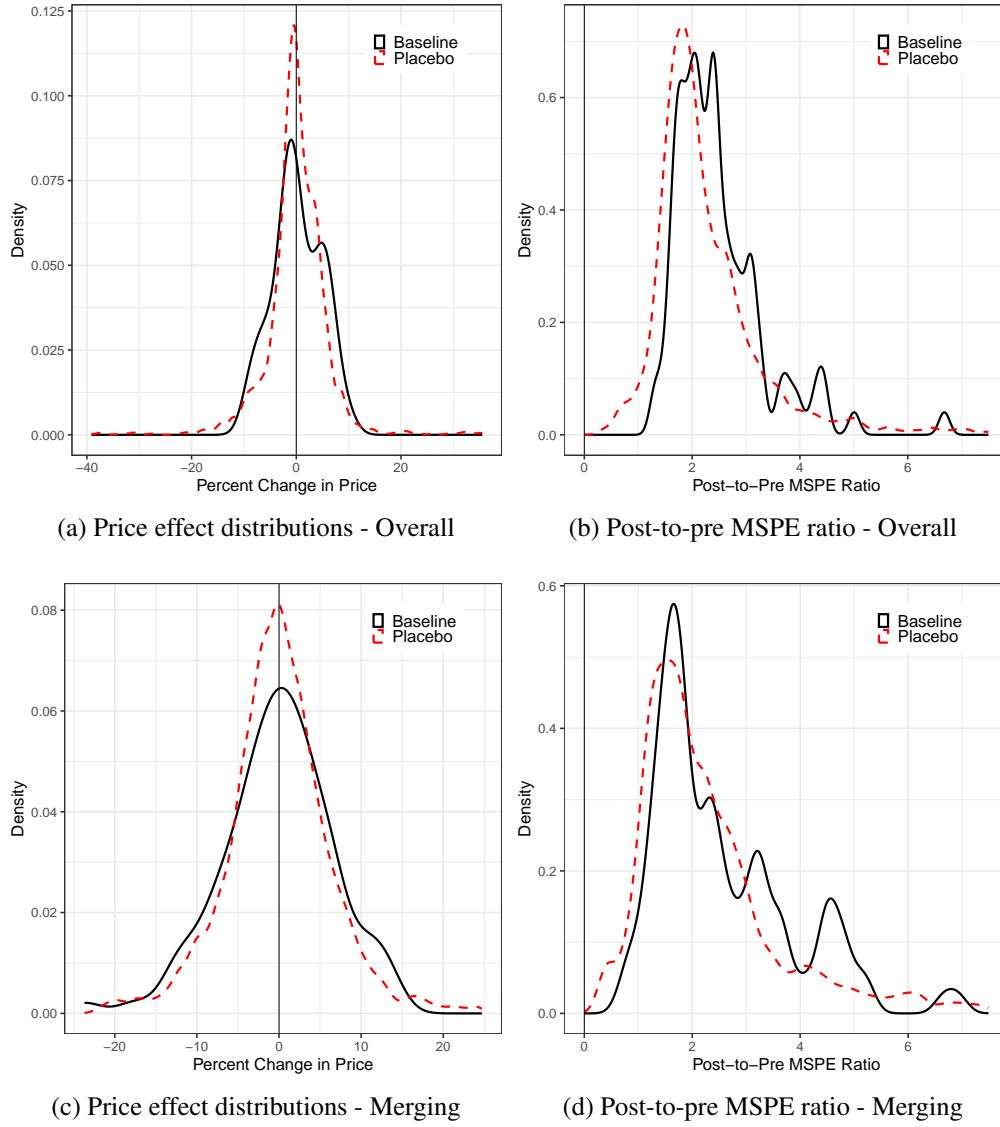 0.125
0.100
0.075
0.050
0.025
0.000
Density
−40
−20
0
20
Percent Change in Price
Baseline
Placebo
(a) Price effect distributions - Overall
0.6
0.4
0.2
0.0
Density
0
2
4
6
Post−to−Pre MSPE Ratio
Baseline
Placebo
(b) Post-to-pre MSPE ratio - Overall
0.08
0.06
0.04
0.02
0.00
Density
−20
−10
0
10
20
Percent Change in Price
Baseline
Placebo
(c) Price effect distributions - Merging
0.6
0.4
0.2
0.0
Density
0
2
4
6
Post−to−Pre MSPE Ratio
Baseline
Placebo
(d) Post-to-pre MSPE ratio - Merging